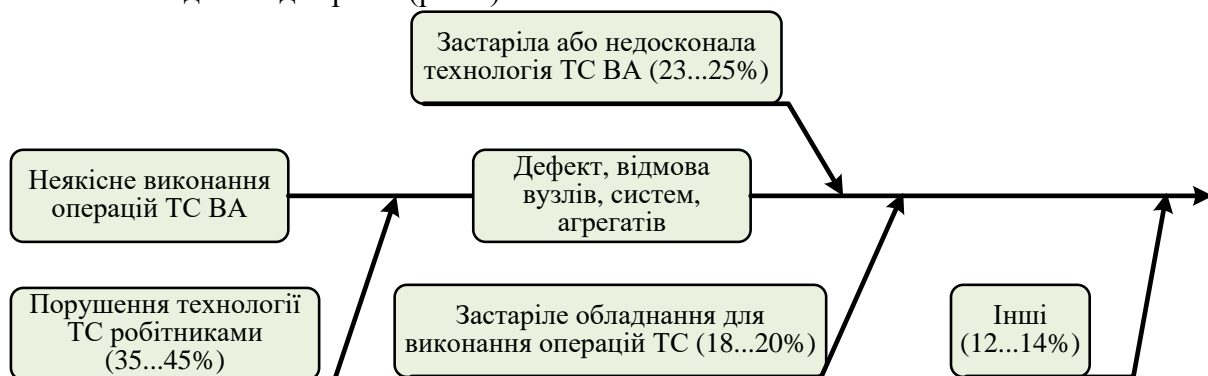 Застаріла або недосконала
технологія ТС ВА (23...25%)
Неякісне виконання
операцій ТС ВА
Дефект, відмова
вузлів, систем,
агрегатів
Порушення технології
ТС робітниками
(35...45%)
Застаріле обладнання для
виконання операцій ТС (18...20%)
Інші
(12...14%)